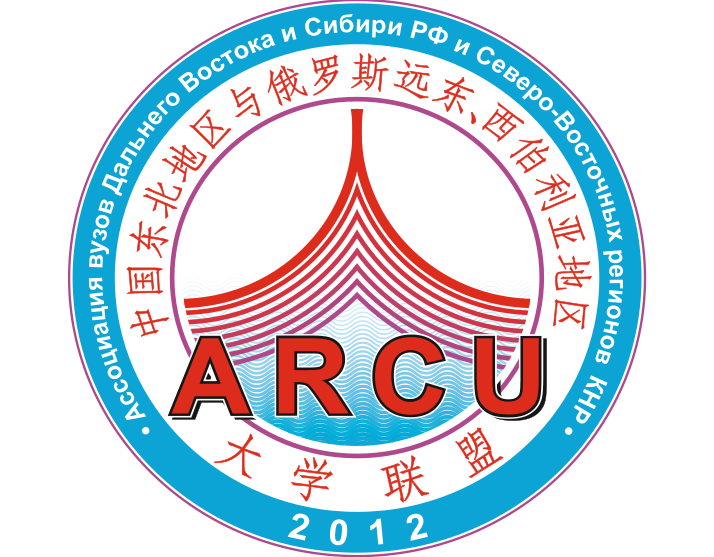 • Ассоциация вузов Дальнего Востока и Сибири РФ и Северо-Восточных регионов КНР •
中国东北地区与俄罗斯远东、西伯利亚地区
ARCU
大学联盟
2012